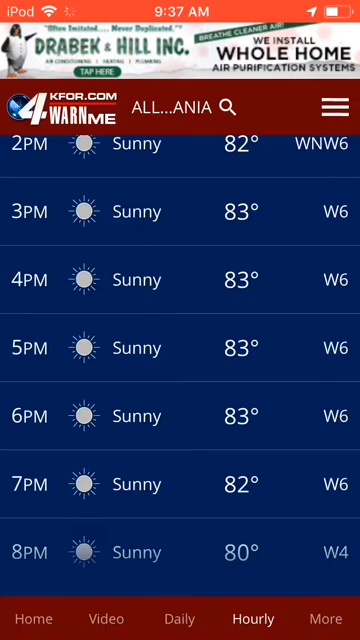 iPod 9:37 AM
"Often Imitated.... Never Duplicated."
DRABEK & HILL INC.
AIR CONDITIONING | HEATING | PLUMBING
TAP HERE
BREATHE CLEANER AIR!
WE INSTALL
WHOLE HOME
AIR PURIFICATION SYSTEMS
KFOR.COM
4WARN ME
ALL...ANIA
2PM Sunny 82° WNW6
3PM Sunny 83° W6
4PM Sunny 83° W6
5PM Sunny 83° W6
6PM Sunny 83° W6
7PM Sunny 82° W6
8PM Sunny 80° W4
Home Video Daily Hourly More